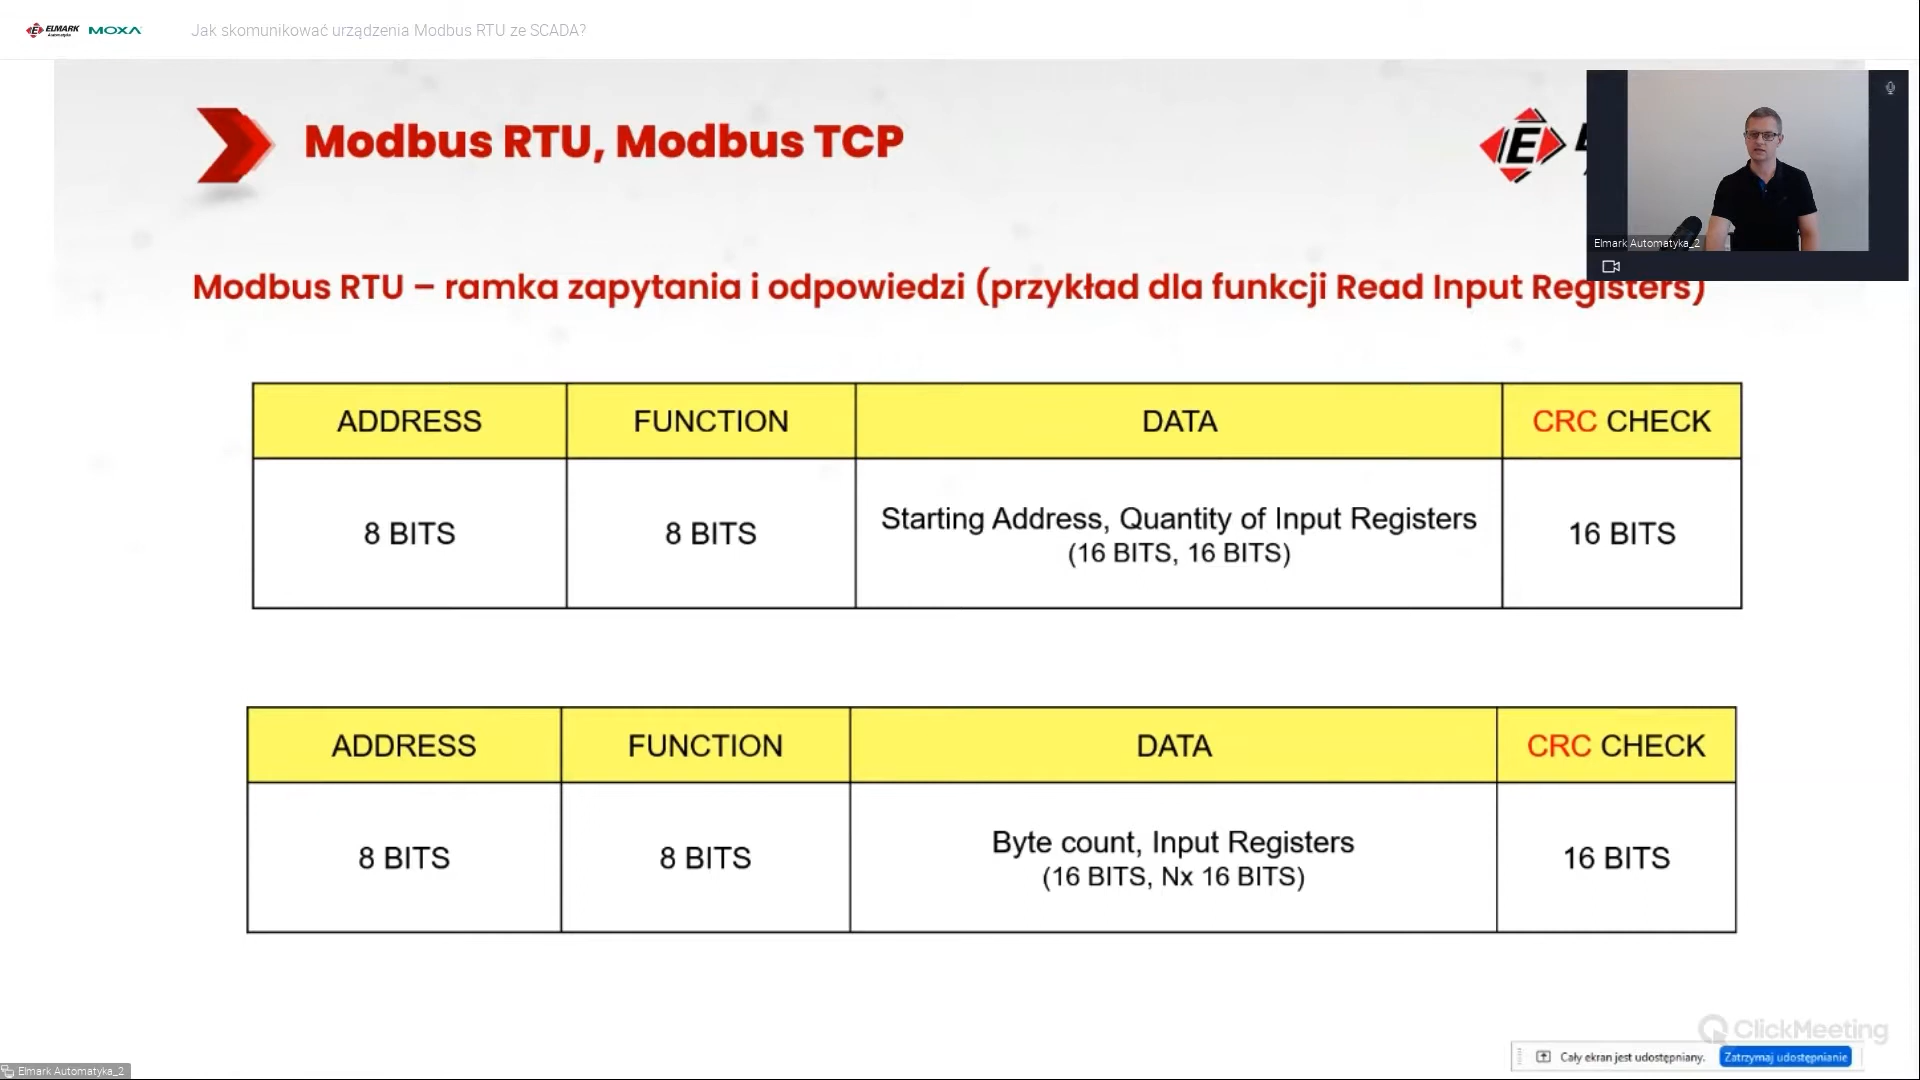 ELMARK Automatyka MOXA Jak skomunikować urządzenia Modbus RTU ze SCADA?
Modbus RTU, Modbus TCP
E
Elmark Automatyka_2
Modbus RTU – ramka zapytania i odpowiedzi (przykład dla funkcji Read Input Registers)
ADDRESS FUNCTION DATA CRC CHECK
8 BITS 8 BITS Starting Address, Quantity of Input Registers 16 BITS
(16 BITS, 16 BITS)
ADDRESS FUNCTION DATA CRC CHECK
8 BITS 8 BITS Byte count, Input Registers 16 BITS
(16 BITS, Nx 16 BITS)
ClickMeeting
Cały ekran jest udostępniany. Zatrzymaj udostępnianie
Elmark Automatyka_2